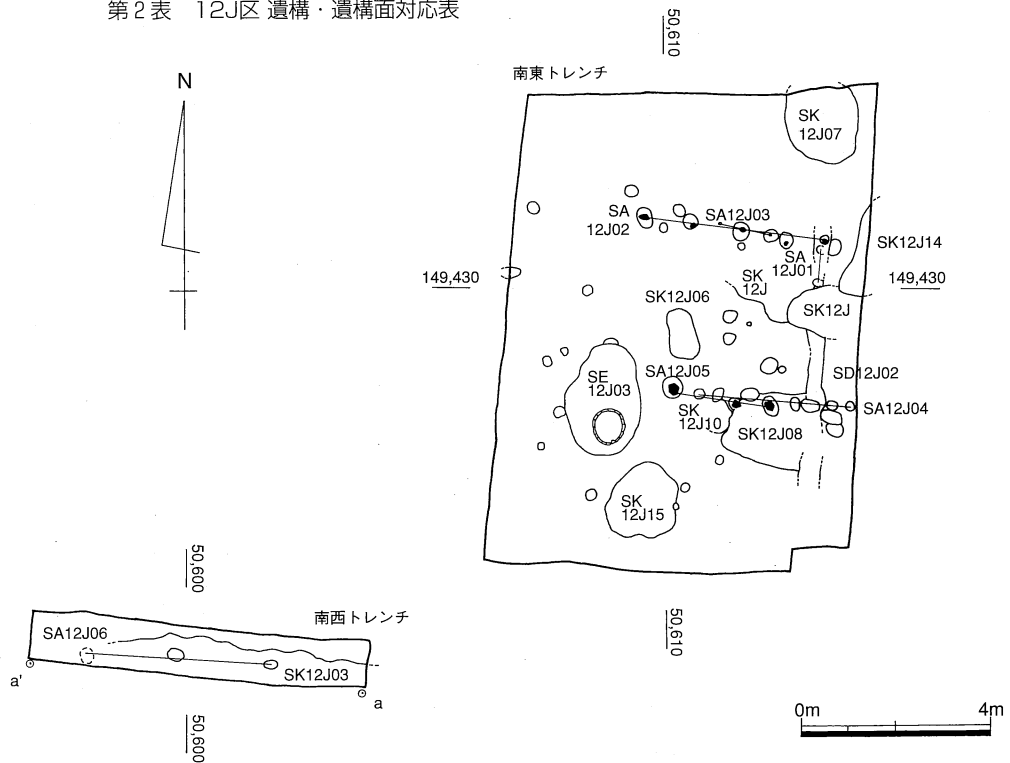 第2表　12J区 遺構・遺構面対応表
50,610
南東トレンチ
N
SK
12J07
SA
12J02
SA12J03
SK12J14
SA
12J01
149,430
149,430
SK
12J
SK12J06
SK12J
SA12J05
SD12J02
SE
12J03
SK
12J10
SA12J04
SK12J08
SK
12J15
50,600
50,610
南西トレンチ
SA12J06
SK12J03
a'
a
50,600
0m
4m